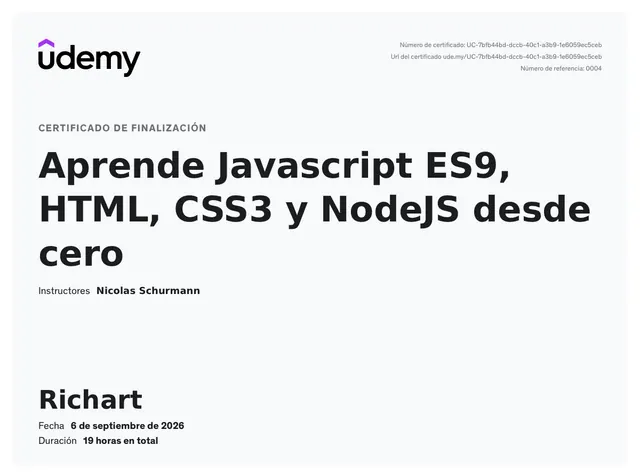 udemy
Número de certificado: UC-7bfb44bd-dccb-40c1-a3b9-1e6059ec5ceb
Url del certificado ude.my/UC-7bfb44bd-dccb-40c1-a3b9-1e6059ec5ceb
Número de referencia: 0004
CERTIFICADO DE FINALIZACIÓN
Aprende Javascript ES9,
HTML, CSS3 y NodeJS desde
cero
Instructores Nicolas Schurmann
Richart
Fecha 6 de septiembre de 2026
Duración 19 horas en total